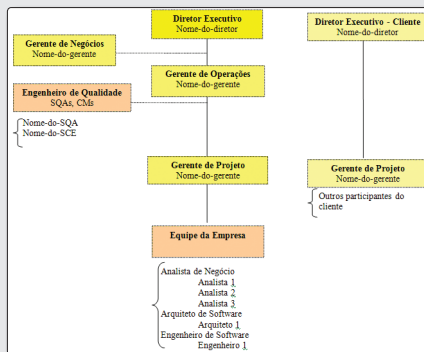 Diretor Executivo
Nome-do-diretor
Diretor Executivo - Cliente
Nome-do-diretor
Gerente de Negócios
Nome-do-gerente
Gerente de Operações
Nome-do-gerente
Engenheiro de Qualidade
SQAs, CMs
Nome-do-SQA
Nome-do-SCE
Gerente de Projeto
Nome-do-gerente
Gerente de Projeto
Nome-do-gerente
Outros participantes do
cliente
Equipe da Empresa
Analista de Negócio
Analista 1
Analista 2
Analista 3
Arquiteto de Software
Arquiteto 1
Engenheiro de Software
Engenheiro 1